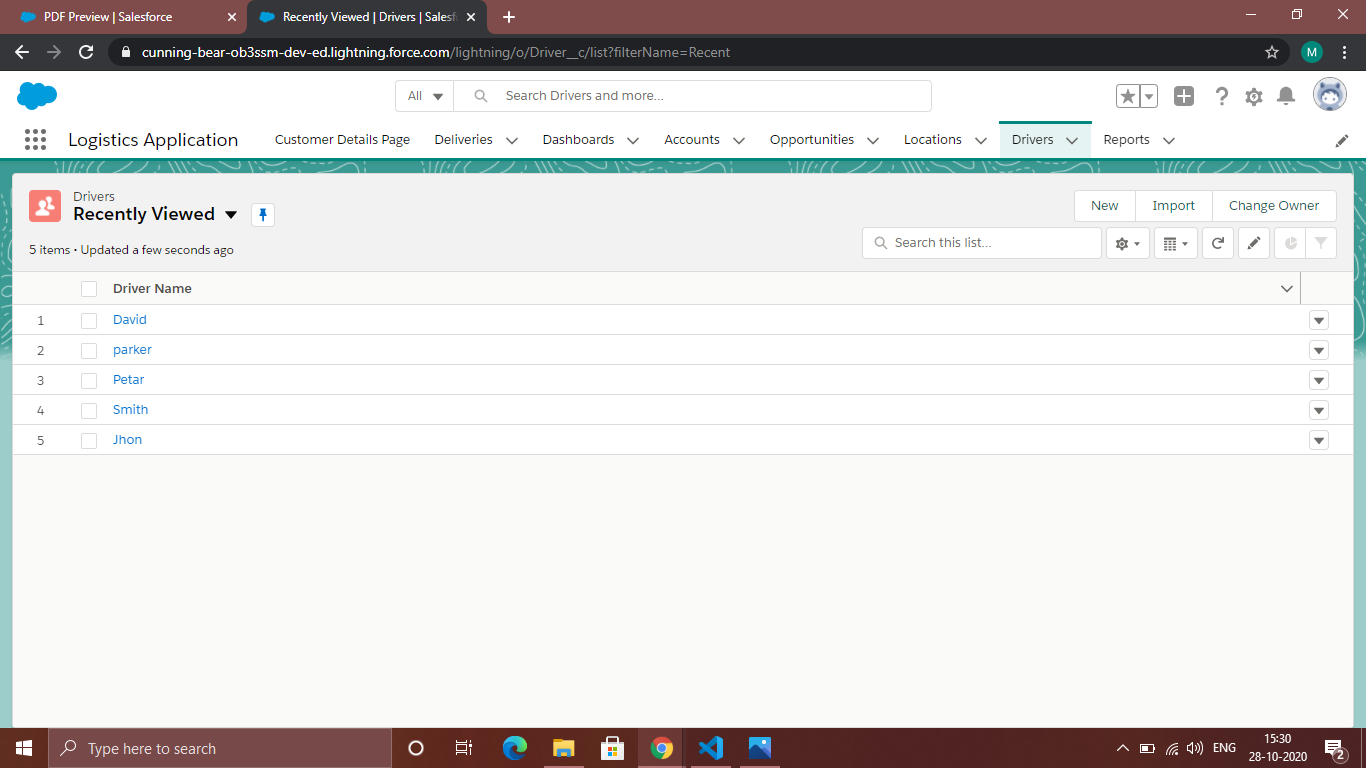 PDF Preview | Salesforce
Recently Viewed | Drivers | Salesf
cunning-bear-ob3ssm-dev-ed.lightning.force.com/lightning/o/Driver__c/list?filterName=Recent
M
All
Search Drivers and more...
Logistics Application
Customer Details Page
Deliveries
Dashboards
Accounts
Opportunities
Locations
Drivers
Reports
Drivers
Recently Viewed
New
Import
Change Owner
5 items • Updated a few seconds ago
Search this list...
Driver Name
1 David
2 parker
3 Petar
4 Smith
5 Jhon
Type here to search
ENG
15:30
28-10-2020
2